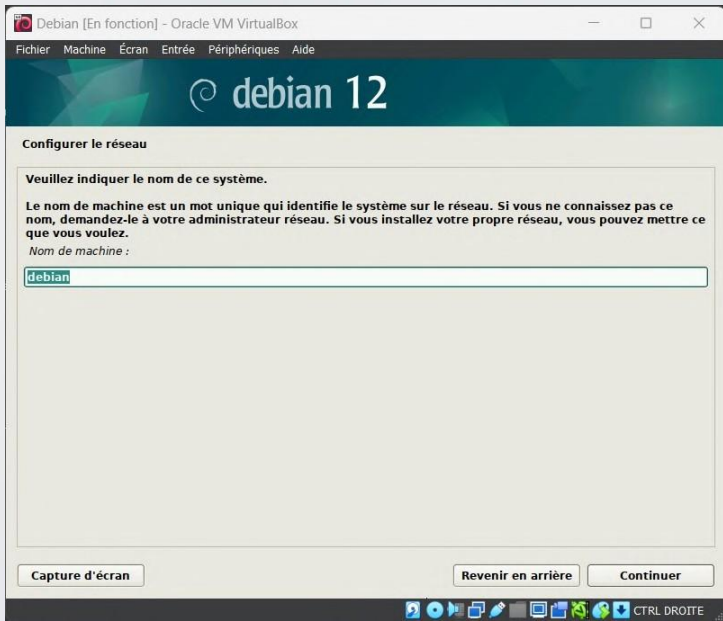 Debian [En fonction] - Oracle VM VirtualBox
Fichier Machine Écran Entrée Périphériques Aide
debian 12
Configurer le réseau
Veuillez indiquer le nom de ce système.
Le nom de machine est un mot unique qui identifie le système sur le réseau. Si vous ne connaissez pas ce
nom, demandez-le à votre administrateur réseau. Si vous installez votre propre réseau, vous pouvez mettre ce
que vous voulez.
Nom de machine :
debian
Capture d'écran Revenir en arrière Continuer
CTRL DROITE